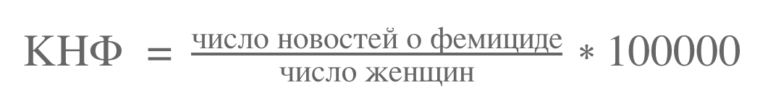 КНФ = число новостей о фемициде / число женщин * 100000